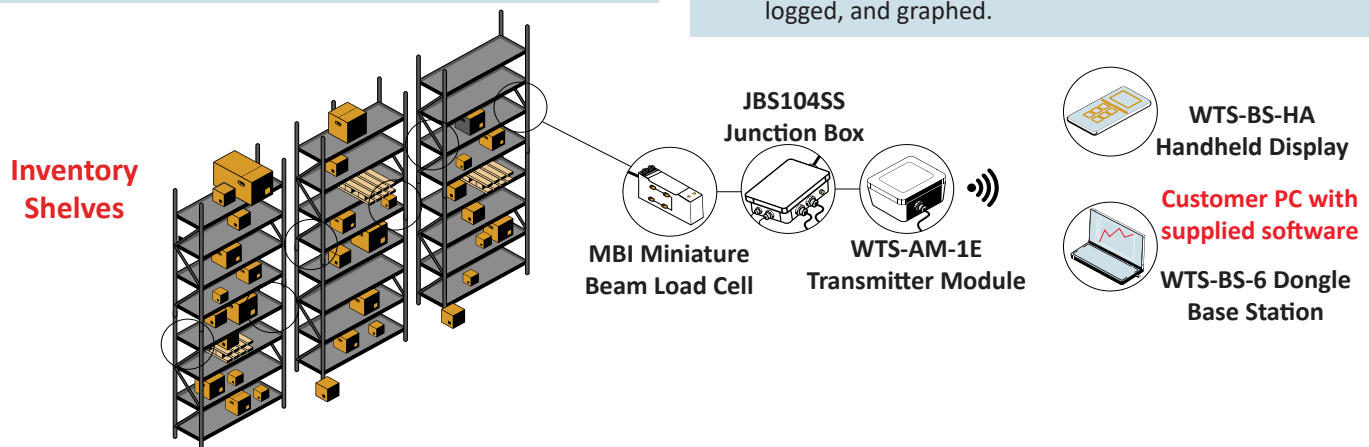 logged, and graphed.
Inventory
Shelves
MBI Miniature
Beam Load Cell
JBS104SS
Junction Box
WTS-AM-1E
Transmitter Module
WTS-BS-HA
Handheld Display
Customer PC with
supplied software
WTS-BS-6 Dongle
Base Station